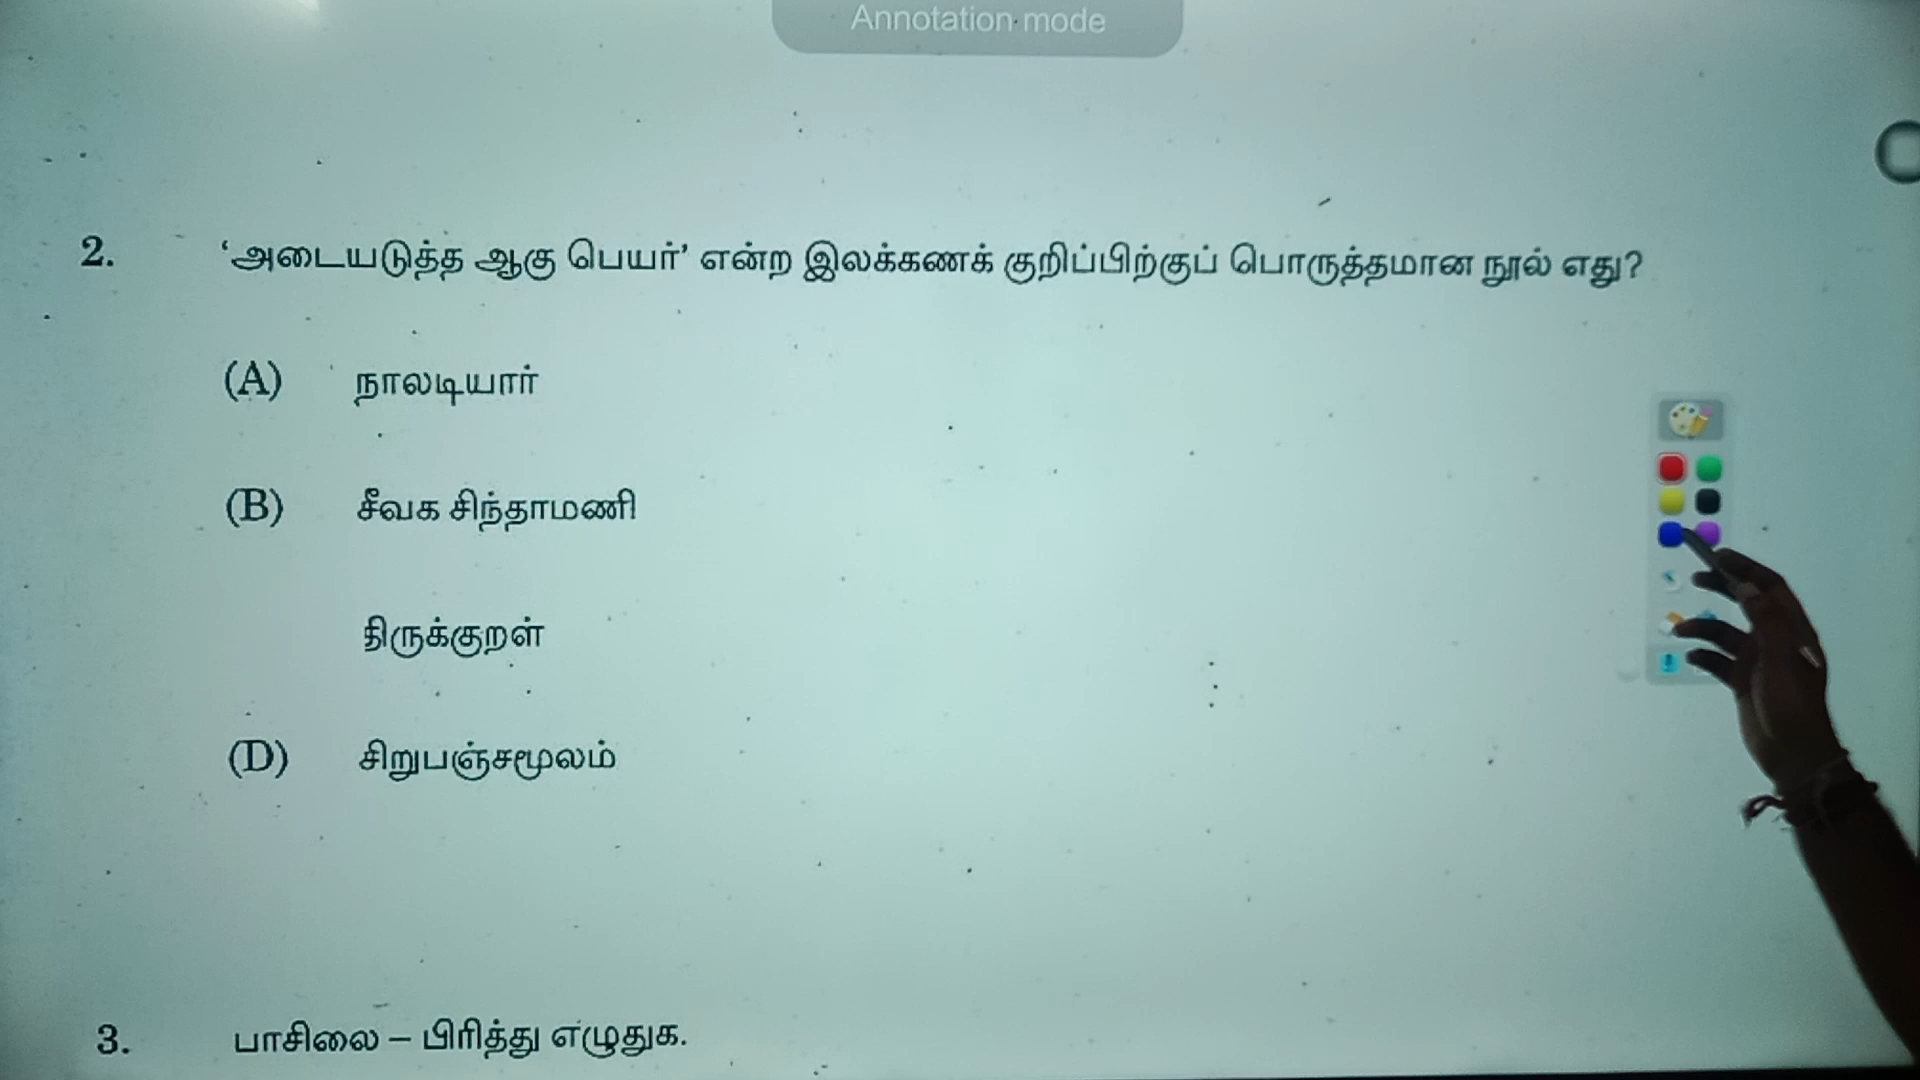 Annotation mode
2. ‘அடையடுத்த ஆகு பெயர்’ என்ற இலக்கணக் குறிப்பிற்குப் பொருத்தமான நூல் எது?
(A) நாலடியார்
(B) சீவக சிந்தாமணி
திருக்குறள்
(D) சிறுபஞ்சமூலம்
3. பாசிலை – பிரித்து எழுதுக.